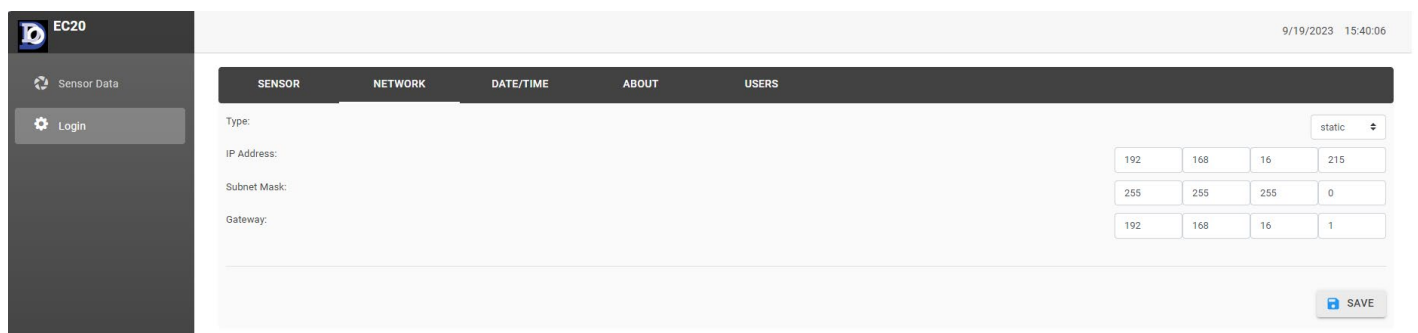 EC20
9/19/2023 15:40:06
Sensor Data
Login
SENSOR NETWORK DATE/TIME ABOUT USERS
Type: static
IP Address: 192 168 16 215
Subnet Mask: 255 255 255 0
Gateway: 192 168 16 1
SAVE